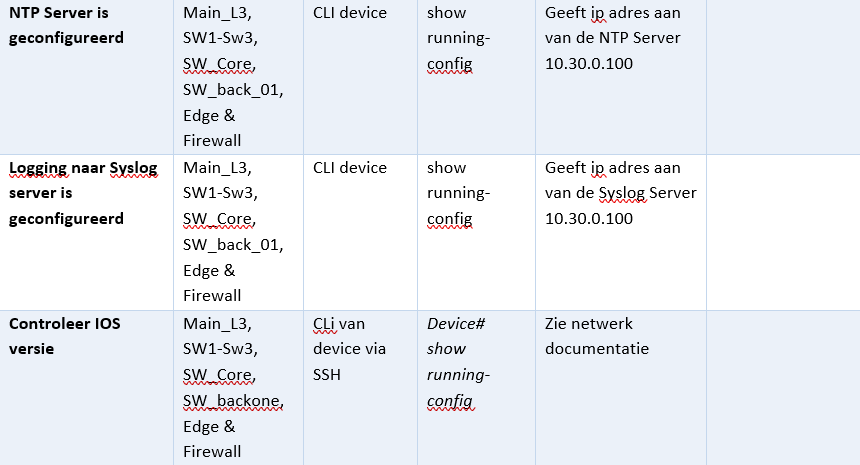 NTP Server is
geconfigureerd
Main_L3,
SW1-Sw3,
SW_Core,
SW_back_01,
Edge &
Firewall
CLI device
show
running-
config
Geeft ip adres aan
van de NTP Server
10.30.0.100
Logging naar Syslog
server is
geconfigureerd
Main_L3,
SW1-Sw3,
SW_Core,
SW_back_01,
Edge &
Firewall
CLI device
show
running-
config
Geeft ip adres aan
van de Syslog Server
10.30.0.100
Controleer IOS
versie
Main_L3,
SW1-Sw3,
SW_Core,
SW_backone,
Edge &
Firewall
CLi van
device via
SSH
Device#
show
running-
config
Zie netwerk
documentatie